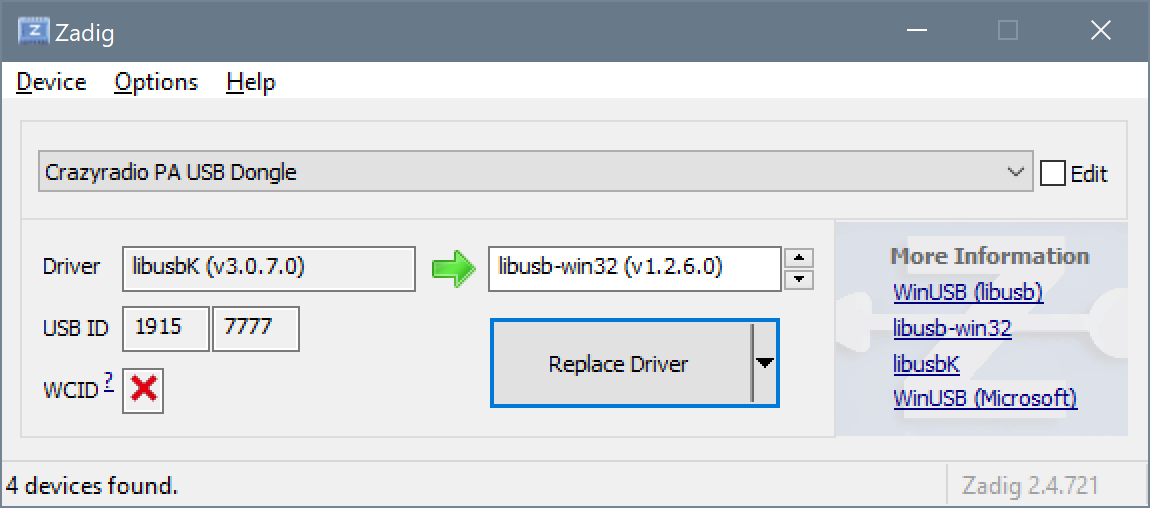 Zadig
Device Options Help
Crazyradio PA USB Dongle
Edit
Driver
libusbK (v3.0.7.0)
libusb-win32 (v1.2.6.0)
USB ID
1915
7777
WCID ?
Replace Driver
More Information
WinUSB (libusb)
libusb-win32
libusbK
WinUSB (Microsoft)
4 devices found.
Zadig 2.4.721